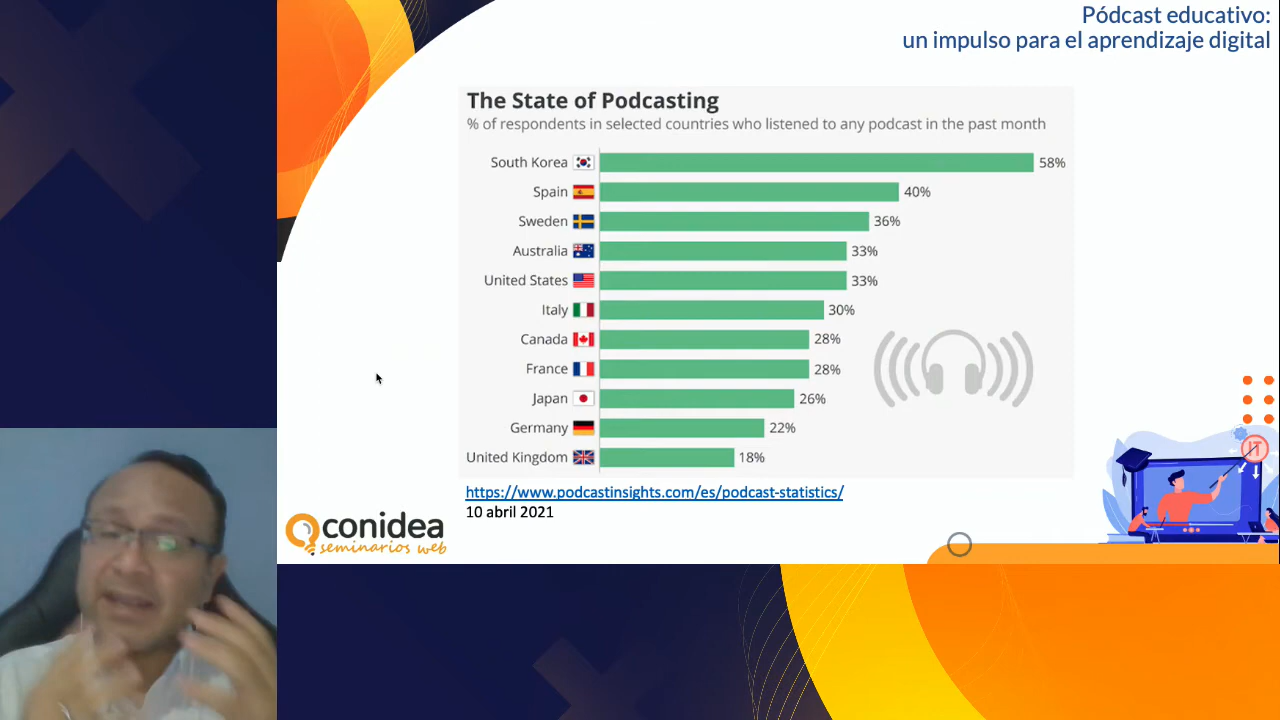 Pódcast educativo:
un impulso para el aprendizaje digital
The State of Podcasting
% of respondents in selected countries who listened to any podcast in the past month
South Korea 58%
Spain 40%
Sweden 36%
Australia 33%
United States 33%
Italy 30%
Canada 28%
France 28%
Japan 26%
Germany 22%
United Kingdom 18%
https://www.podcastinsights.com/es/podcast-statistics/
10 abril 2021
conidea
seminarios web
IT